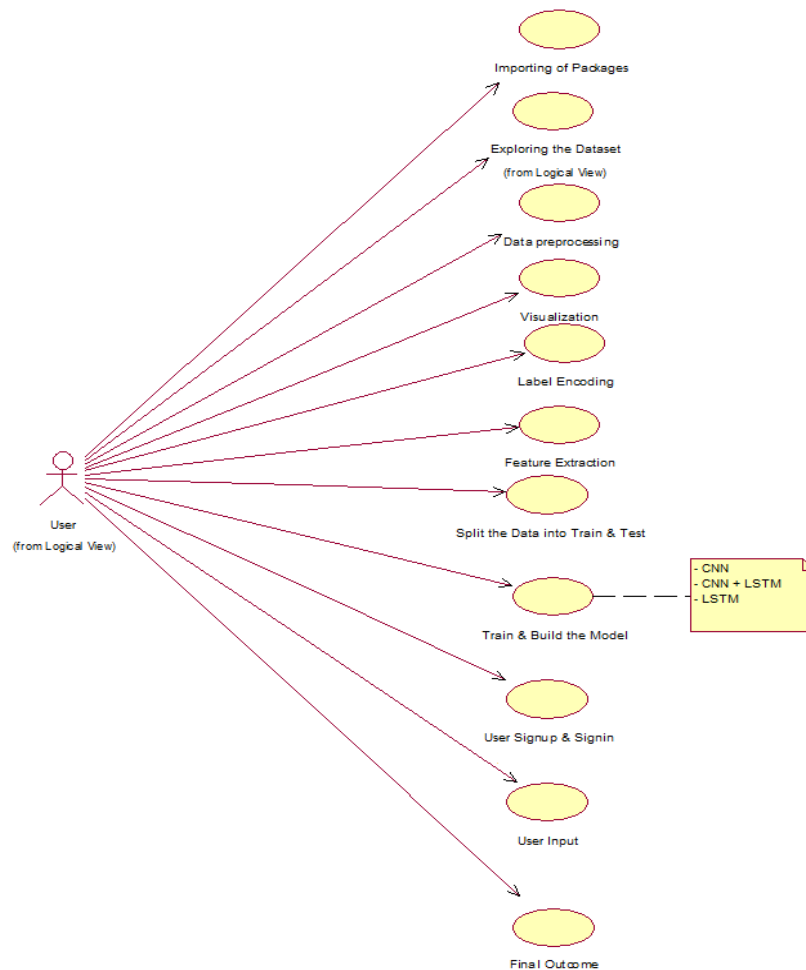 Importing of Packages
Exploring the Dataset
(from Logical View)
Data preprocessing
Visualization
Label Encoding
Feature Extraction
Split the Data into Train & Test
User
(from Logical View)
- CNN
- CNN + LSTM
- LSTM
Train & Build the Model
User Signup & Signin
User Input
Final Outcome